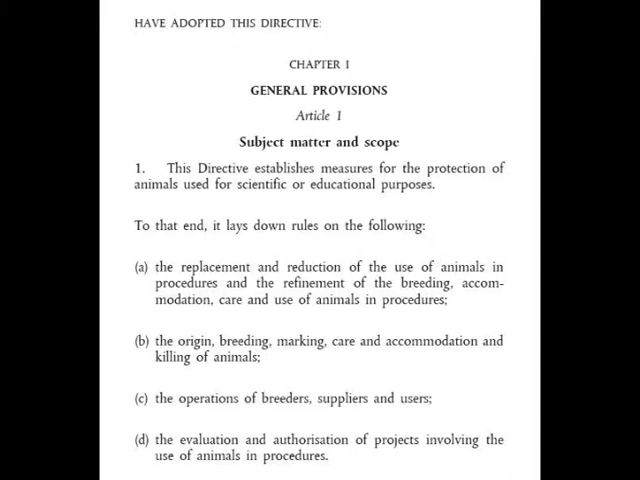 HAVE ADOPTED THIS DIRECTIVE:
CHAPTER I
GENERAL PROVISIONS
Article 1
Subject matter and scope
1. This Directive establishes measures for the protection of
animals used for scientific or educational purposes.
To that end, it lays down rules on the following:
(a) the replacement and reduction of the use of animals in
procedures and the refinement of the breeding, accom-
modation, care and use of animals in procedures;
(b) the origin, breeding, marking, care and accommodation and
killing of animals;
(c) the operations of breeders, suppliers and users;
(d) the evaluation and authorisation of projects involving the
use of animals in procedures.